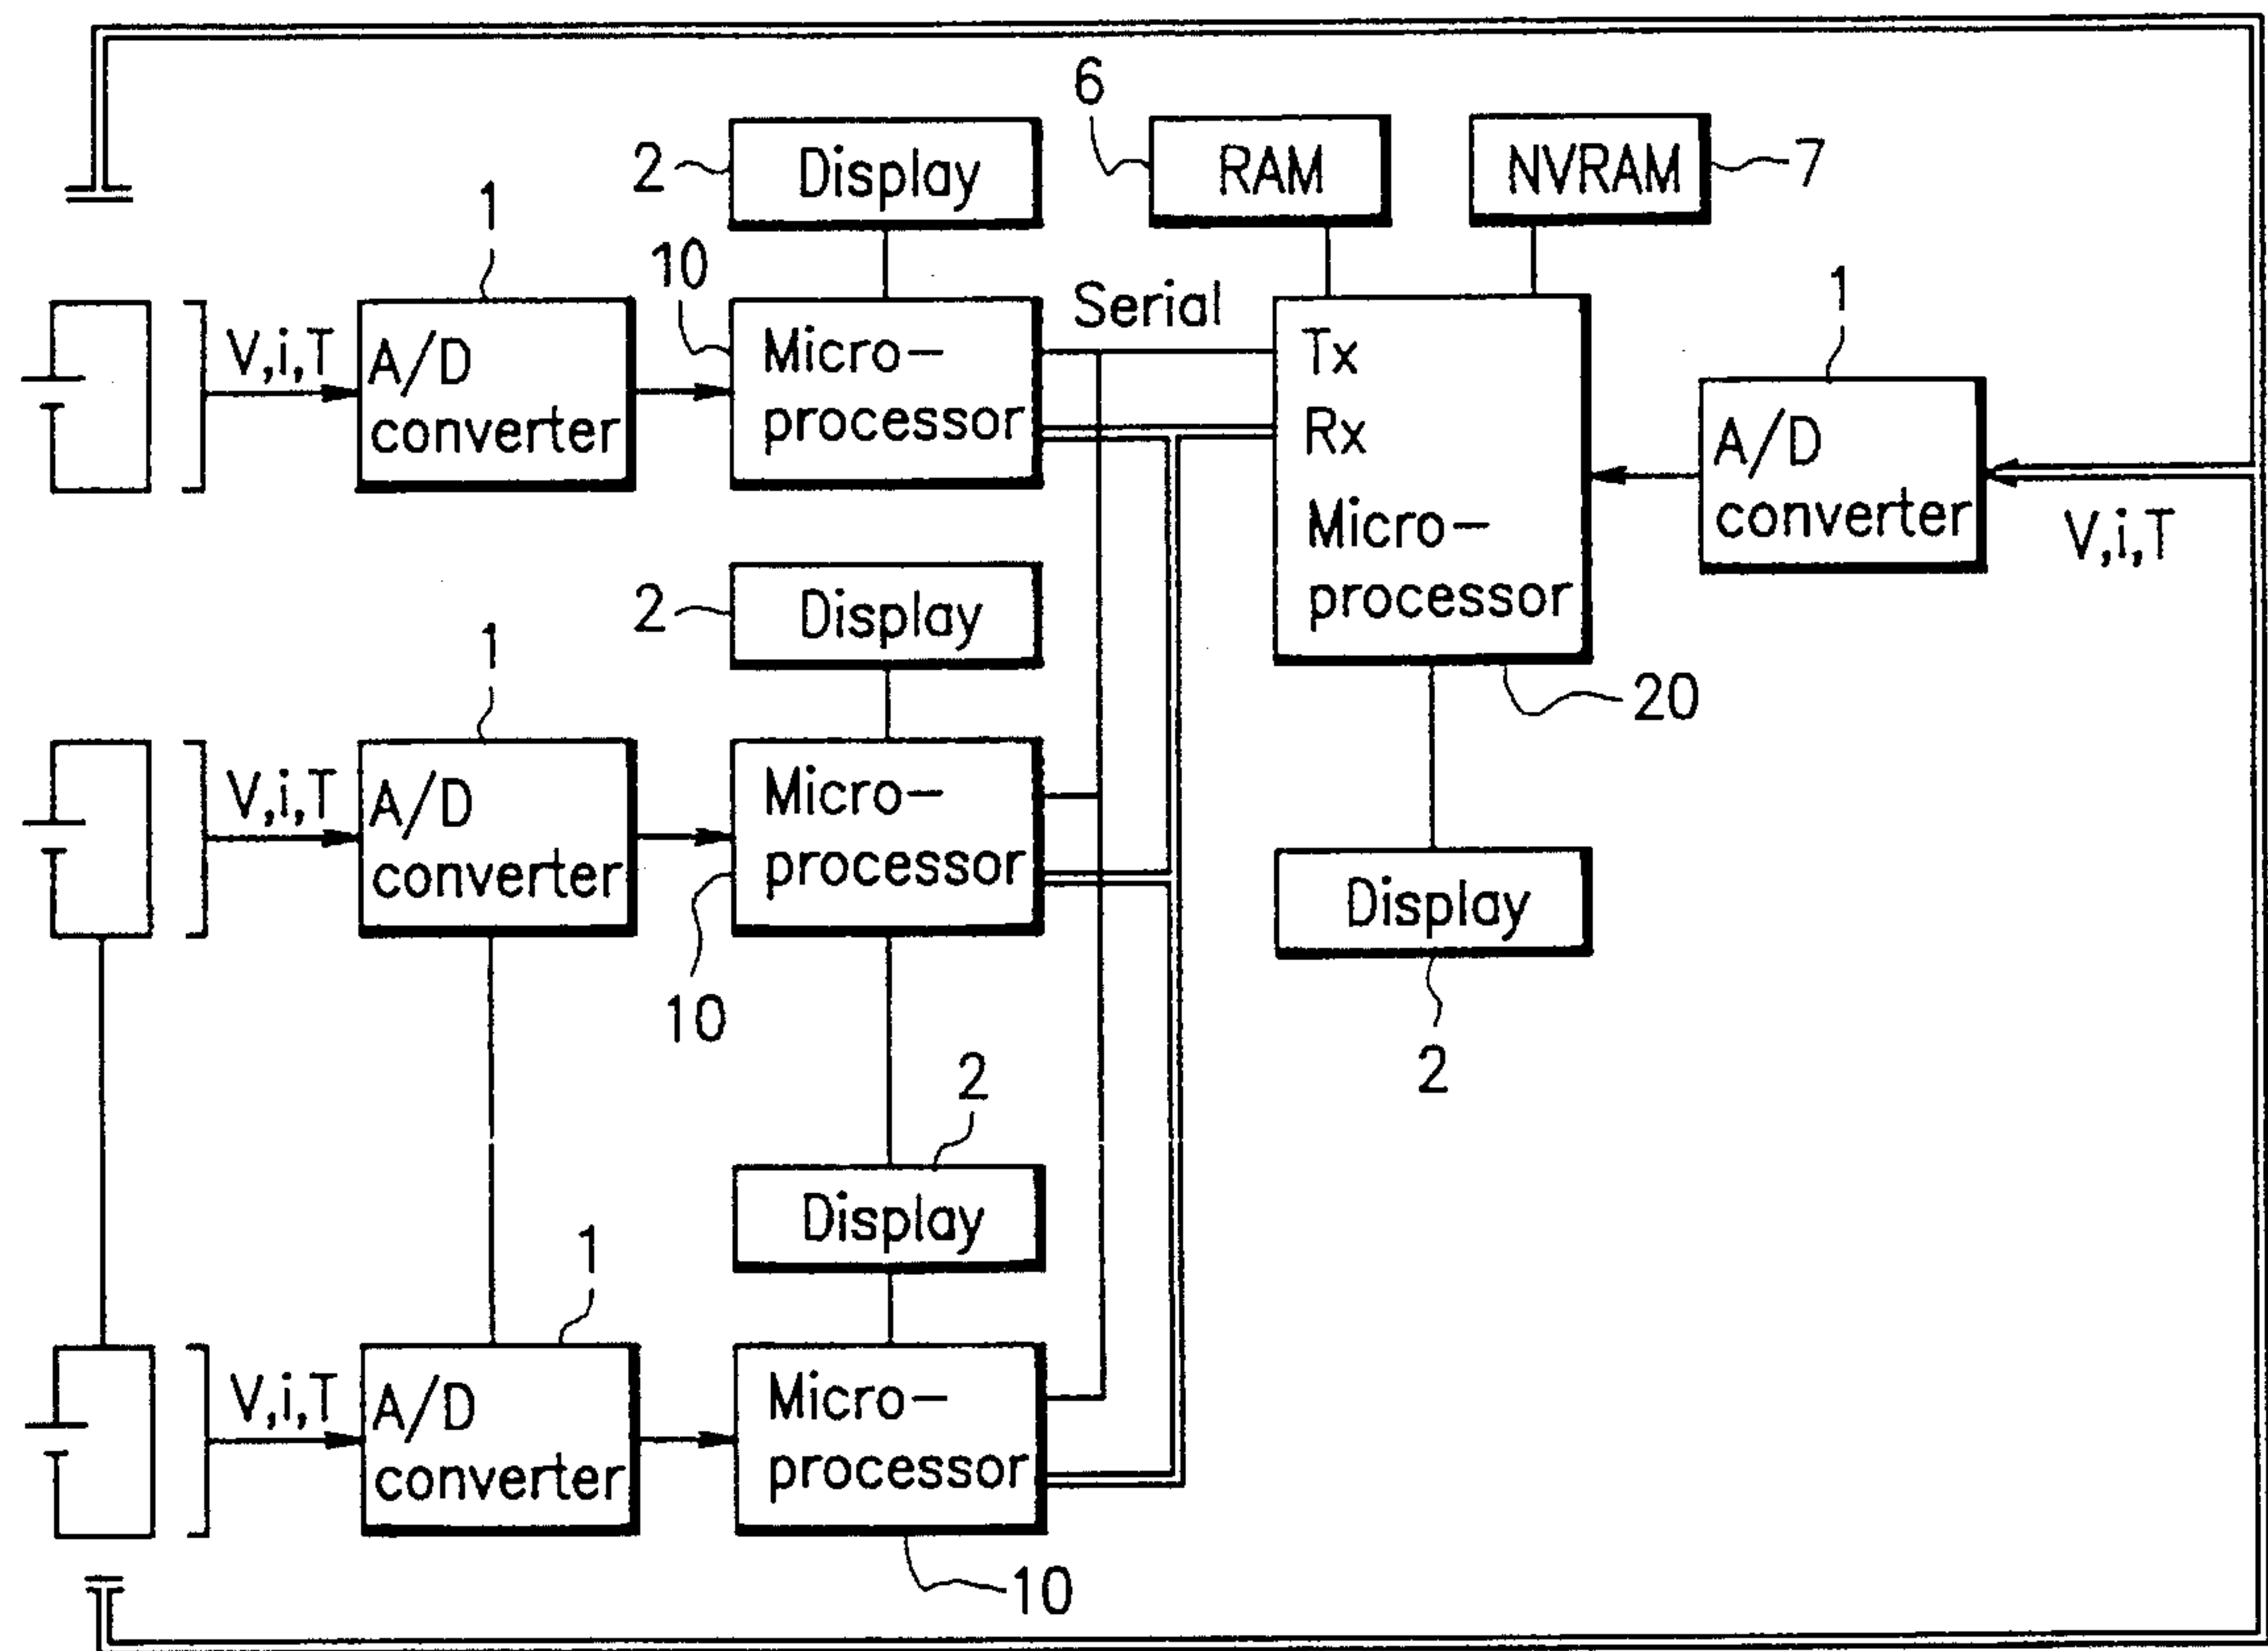 6
2
Display
RAM
NVRAM
7
1
10
Serial
1
V,i,T
A/D
converter
Micro-
processor
Tx
Rx
Micro-
processor
A/D
converter
V,i,T
2
Display
1
20
V,i,T
A/D
converter
Micro-
processor
Display
10
2
2
Display
1
V,i,T
A/D
converter
Micro-
processor
10